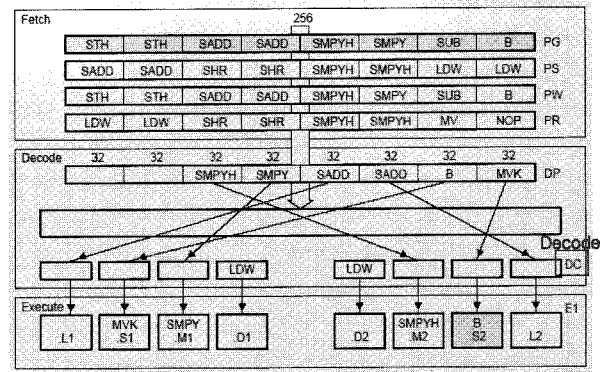 Fetch 256
STH STH SADD SADD SMPYH SMPY SUB B PG
SADD SADD SHR SHR SMPYH SMPYH LDW LDW PS
STH STH SADD SADD SMPYH SMPY SUB B PW
LDW LDW SHR SHR SMPYH SMPYH MV NOP PR
Decode 32 32 32 32 32 32 32 32
SMPYH SMPY SADD SADD B MVK DP
Decode
LDW LDW DC
Execute E1
.L1 MVK .S1 SMPY .M1 .D1 .D2 SMPYH .M2 B .S2 .L2